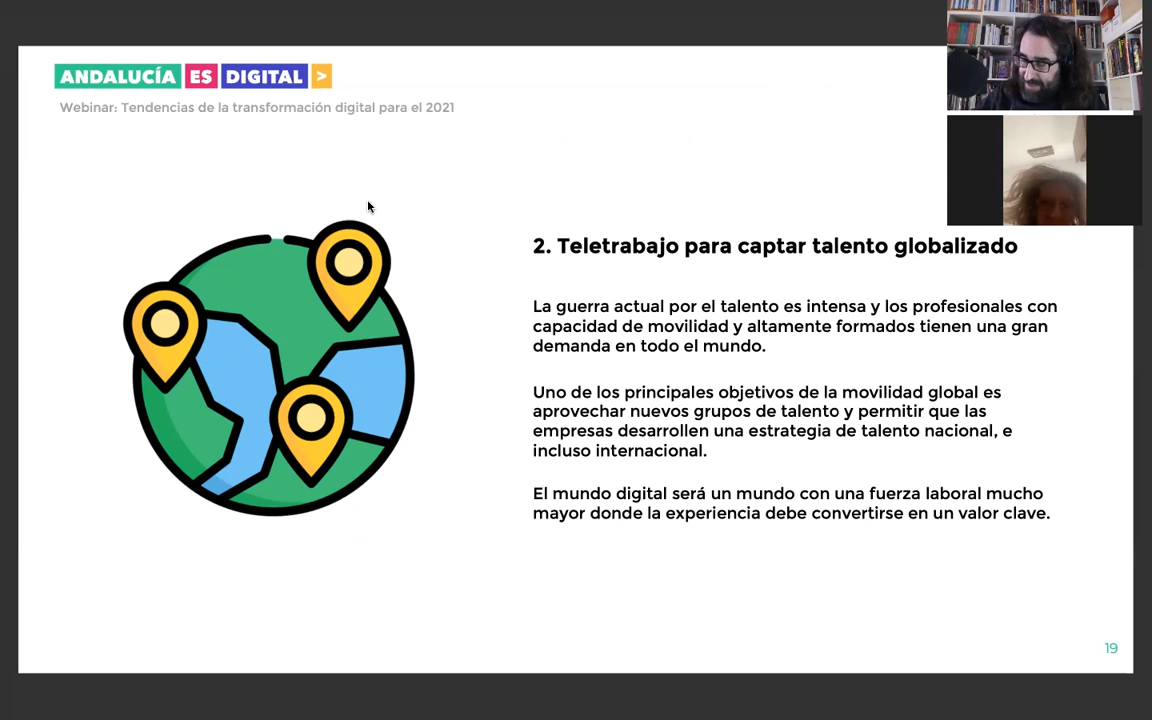 ANDALUCÍA ES DIGITAL >
Webinar: Tendencias de la transformación digital para el 2021
2. Teletrabajo para captar talento globalizado
La guerra actual por el talento es intensa y los profesionales con
capacidad de movilidad y altamente formados tienen una gran
demanda en todo el mundo.
Uno de los principales objetivos de la movilidad global es
aprovechar nuevos grupos de talento y permitir que las
empresas desarrollen una estrategia de talento nacional, e
incluso internacional.
El mundo digital será un mundo con una fuerza laboral mucho
mayor donde la experiencia debe convertirse en un valor clave.
19